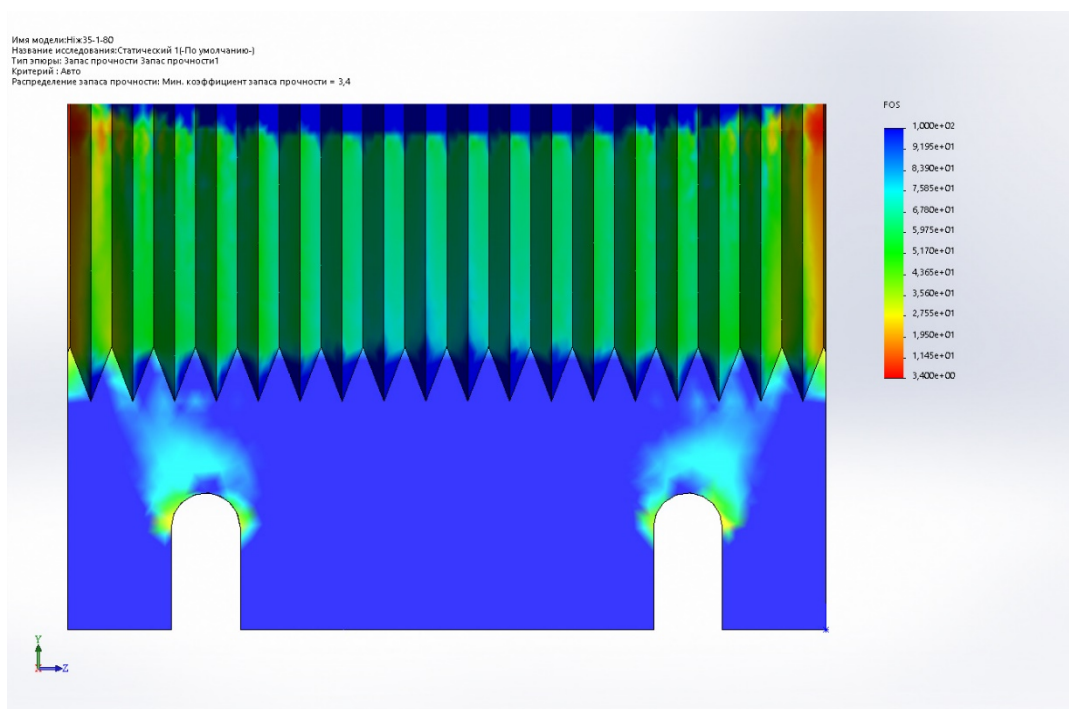 Имя модели:Ніж35-1-80
Название исследования:Статический 1(-По умолчанию-)
Тип эпюры: Запас прочности Запас прочности1
Критерий : Авто
Распределение запаса прочности: Мин. коэффициент запаса прочности = 3,4
FOS
1,000e+02
9,195e+01
8,390e+01
7,585e+01
6,780e+01
5,975e+01
5,170e+01
4,365e+01
3,560e+01
2,755e+01
1,950e+01
1,145e+01
3,400e+00
Y
X
Z